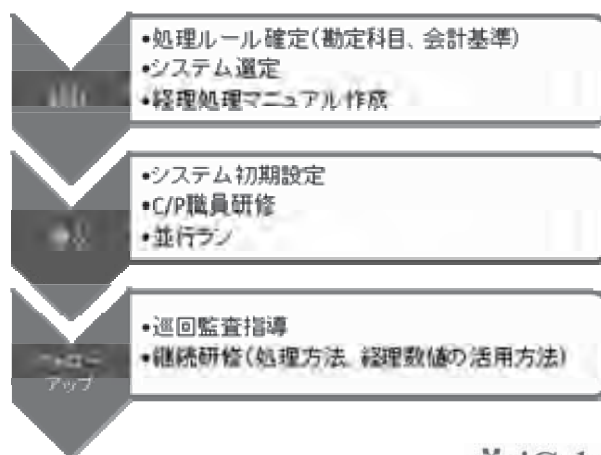 •処理ルール確定(勘定科目、会計基準)
•システム選定
•経理処理マニュアル作成
•システム初期設定
•C/P職員研修
•並行ラン
フォロー
アップ
•巡回監査指導
•継続研修(処理方法、経理数値の活用方法)